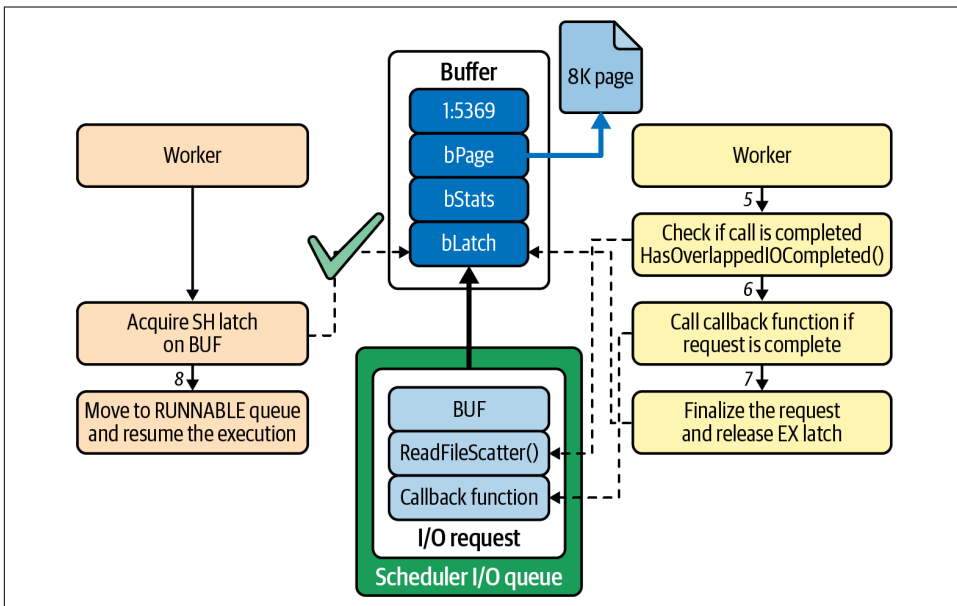 Buffer
8K page
1:5369
bPage
bStats
bLatch
Worker
Acquire SH latch
on BUF
8
Move to RUNNABLE queue
and resume the execution
BUF
ReadFileScatter()
Callback function
I/O request
Scheduler I/O queue
Worker
5
Check if call is completed
HasOverlappedIOCompleted()
6
Call callback function if
request is complete
7
Finalize the request
and release EX latch